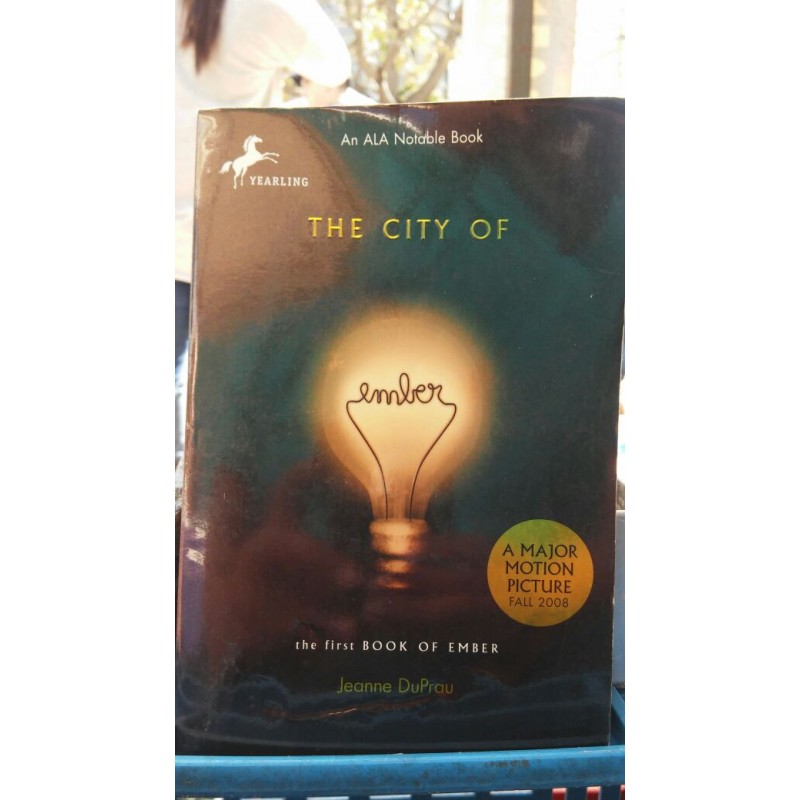 An ALA Notable Book
YEARLING
THE CITY OF
ember
A MAJOR
MOTION
PICTURE
FALL 2008
the first BOOK OF EMBER
Jeanne DuPrau